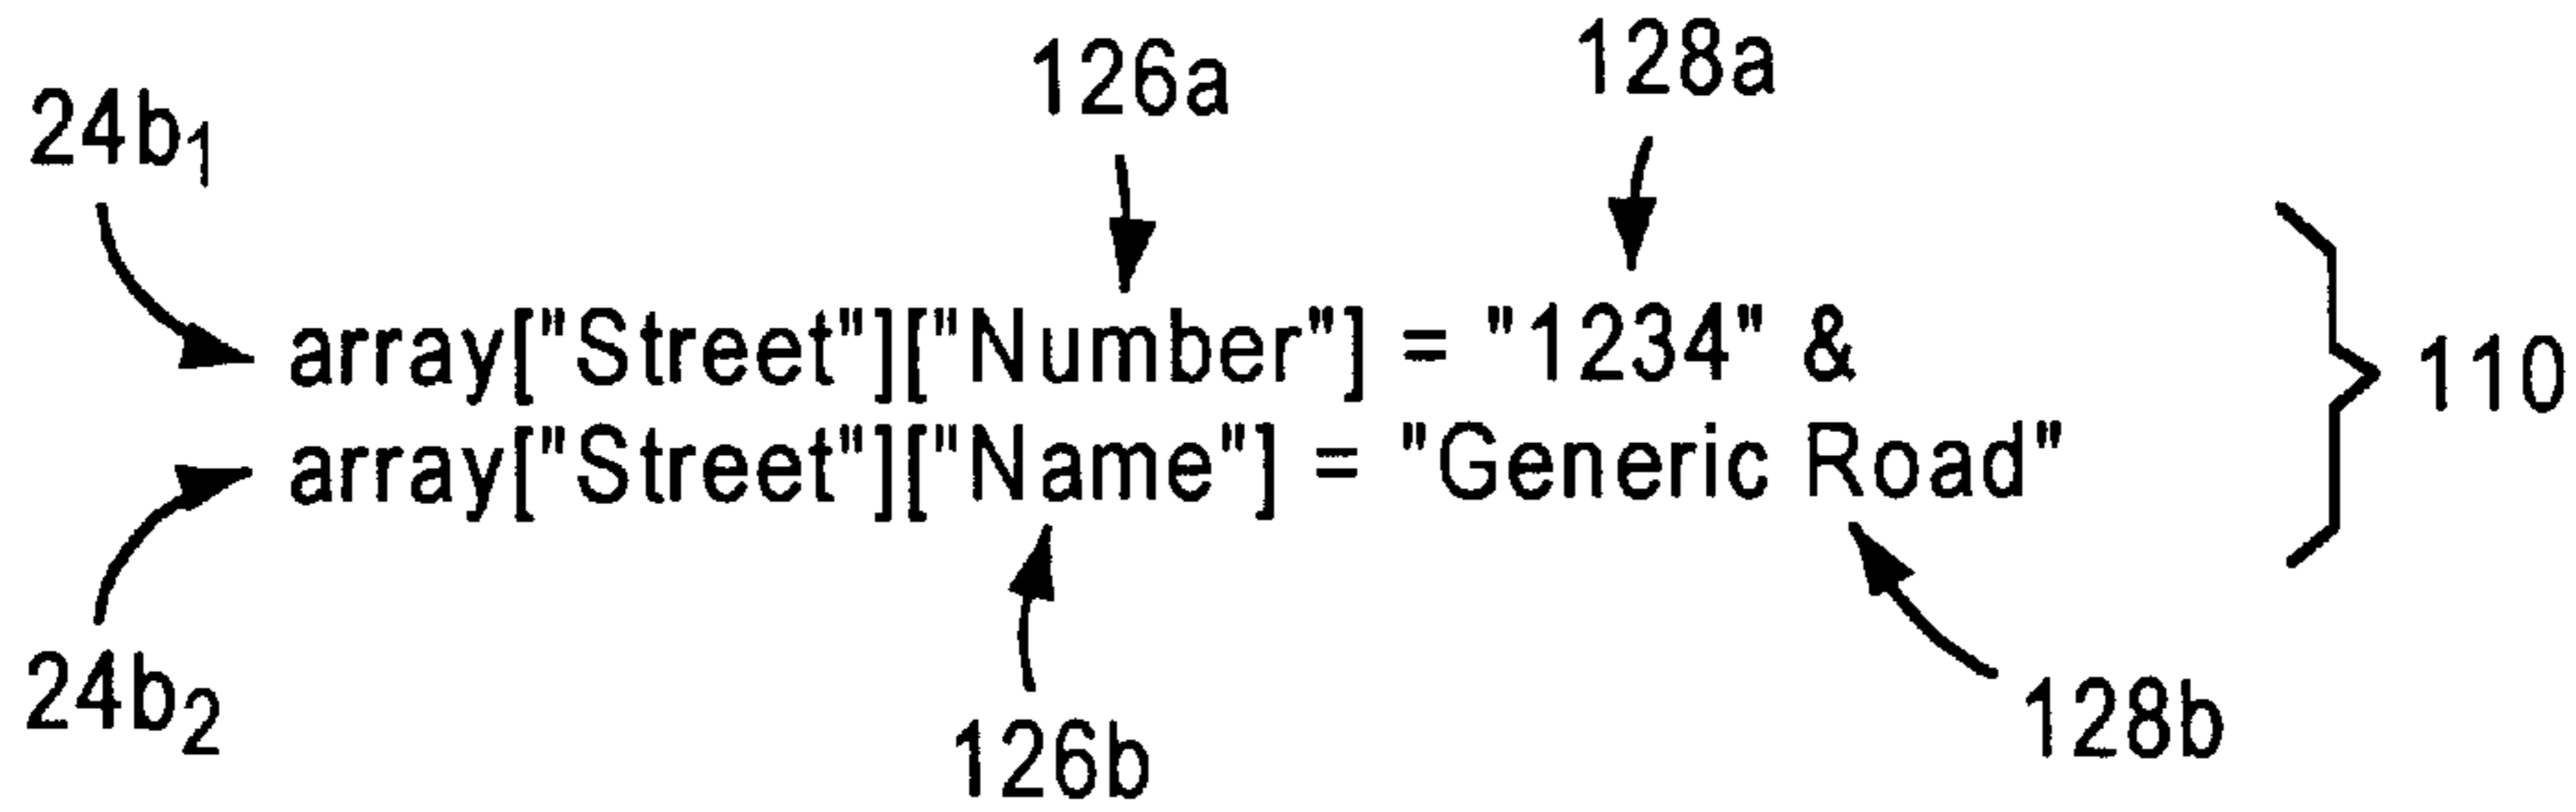 126a 128a
24b1
array["Street"]["Number"] = "1234" &
110
array["Street"]["Name"] = "Generic Road"
24b2
126b 128b